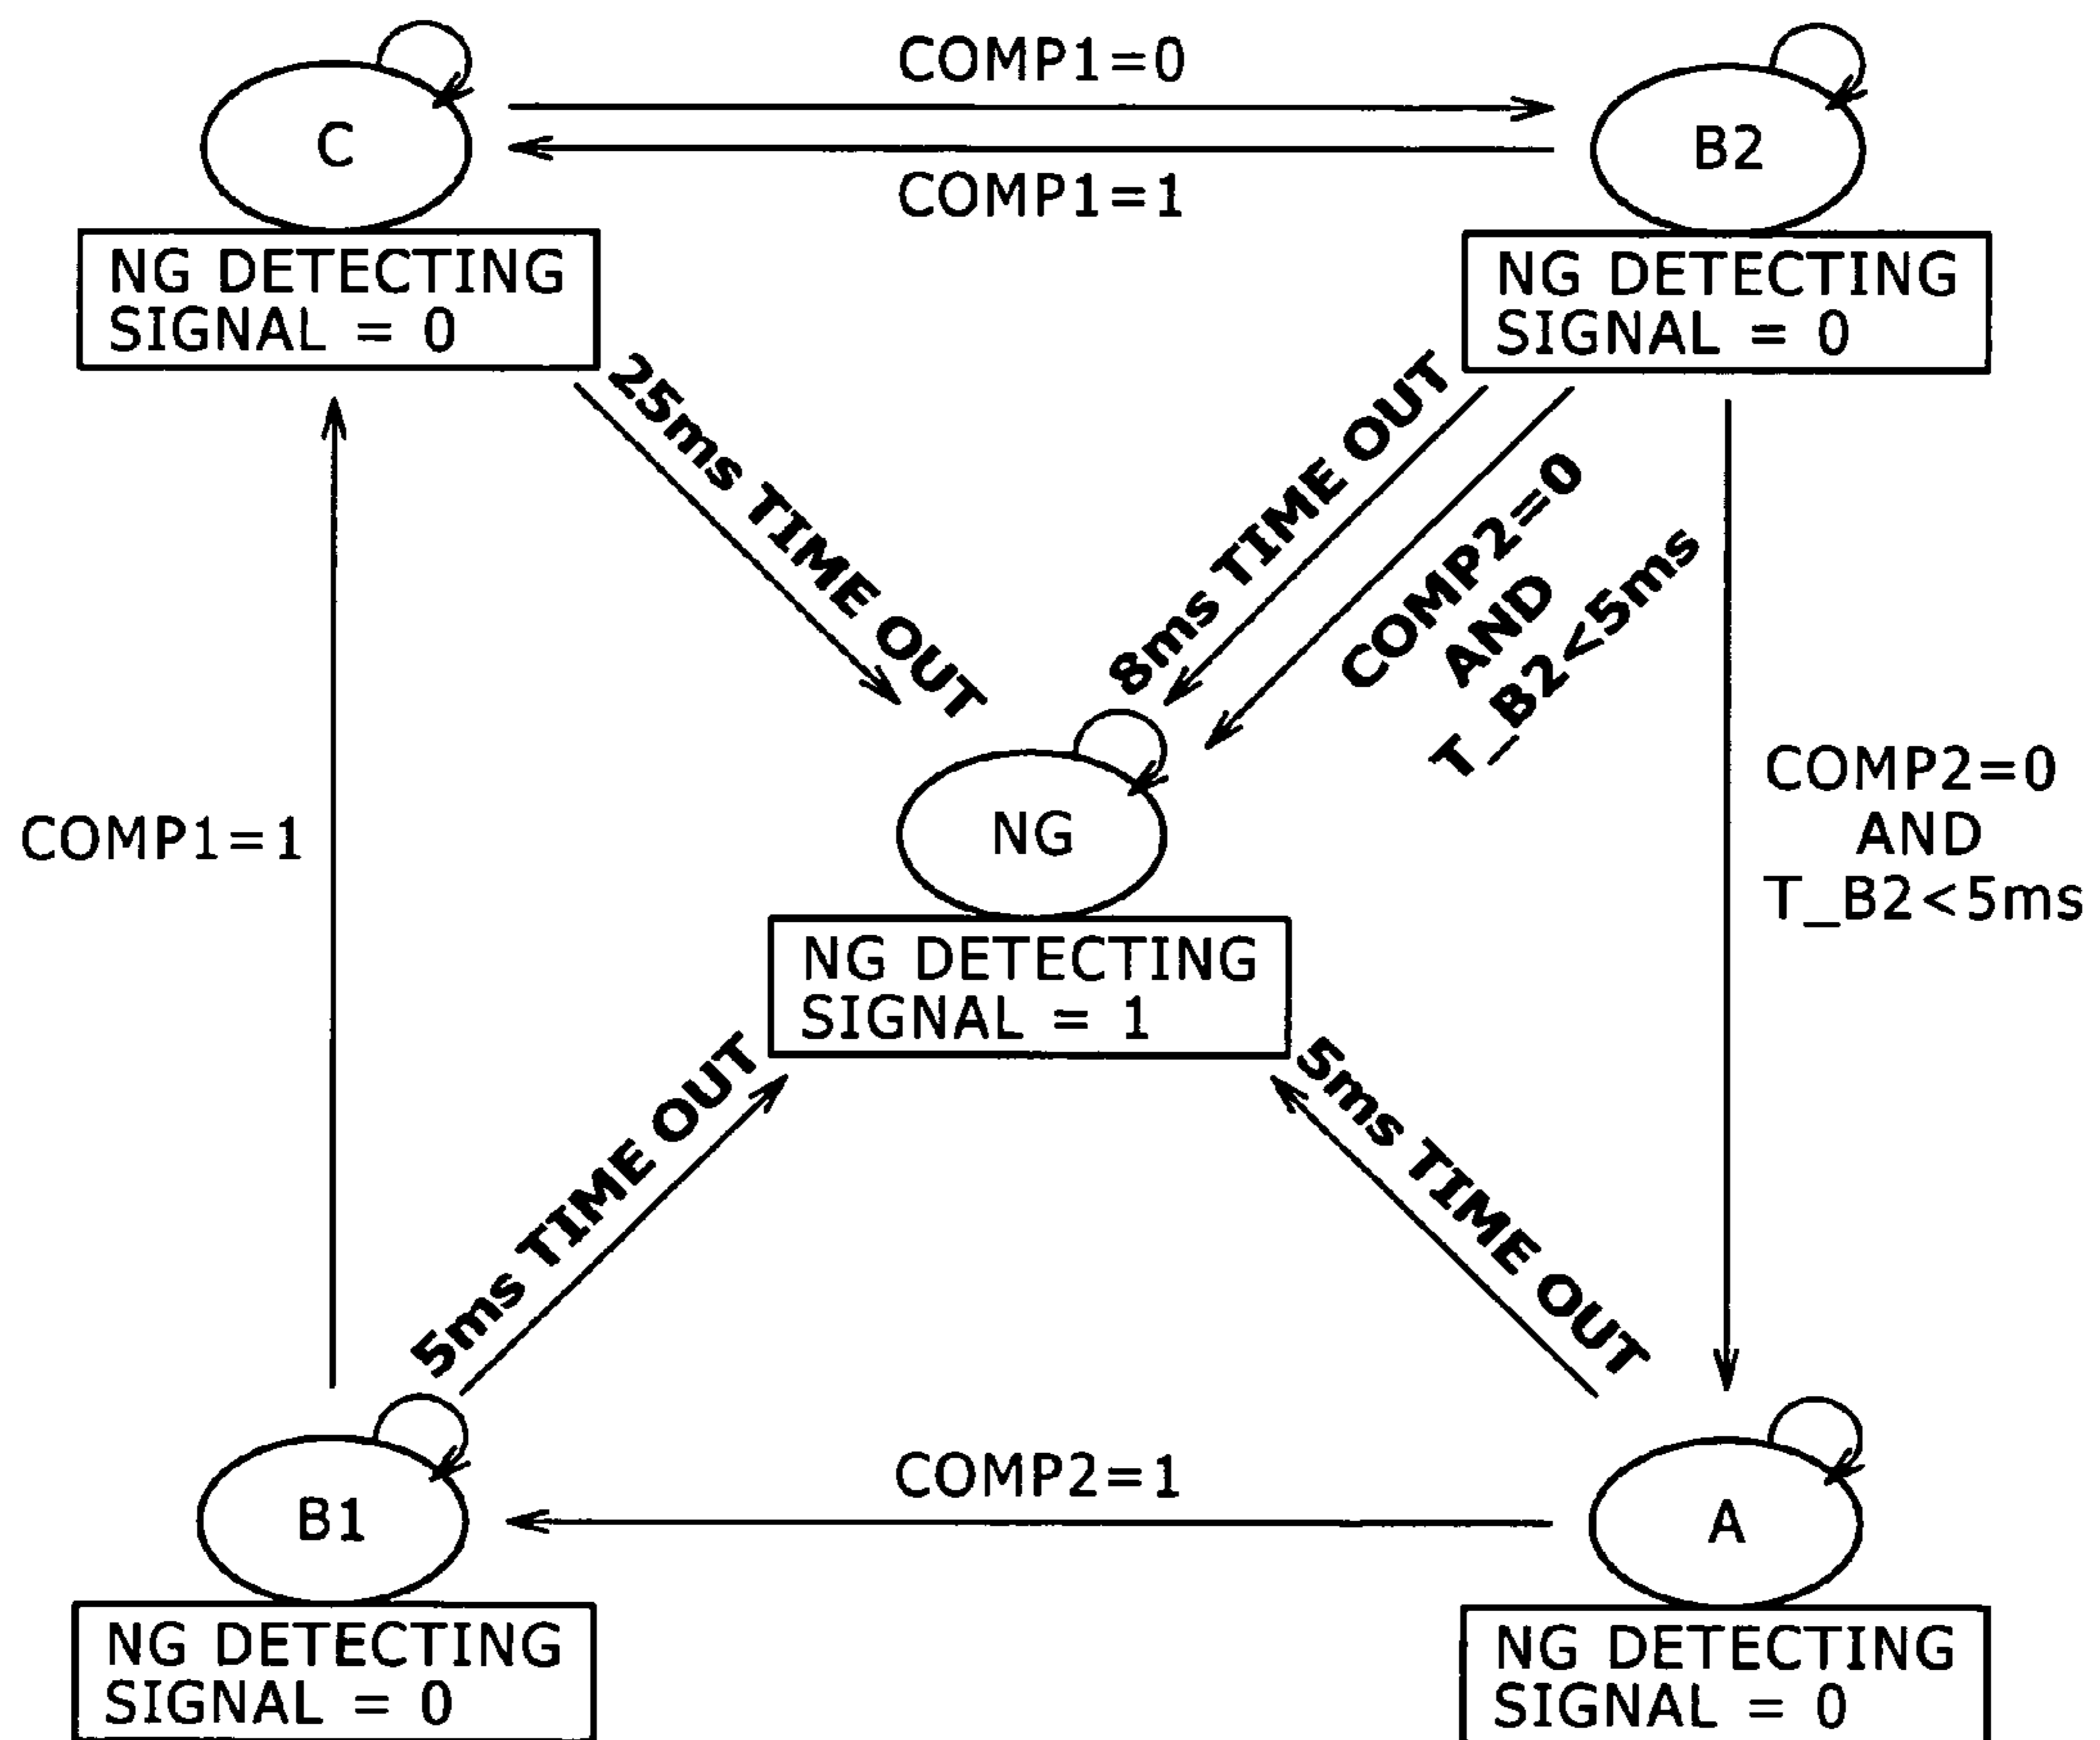 COMP1=0
C
B2
COMP1=1
NG DETECTING
SIGNAL = 0
NG DETECTING
SIGNAL = 0
25ms TIME OUT
8ms TIME OUT
COMP2=0
AND
T_B2<5ms
COMP1=1
NG
COMP2=0
AND
T_B2<5ms
NG DETECTING
SIGNAL = 1
5ms TIME OUT
5ms TIME OUT
COMP2=1
B1
A
NG DETECTING
SIGNAL = 0
NG DETECTING
SIGNAL = 0